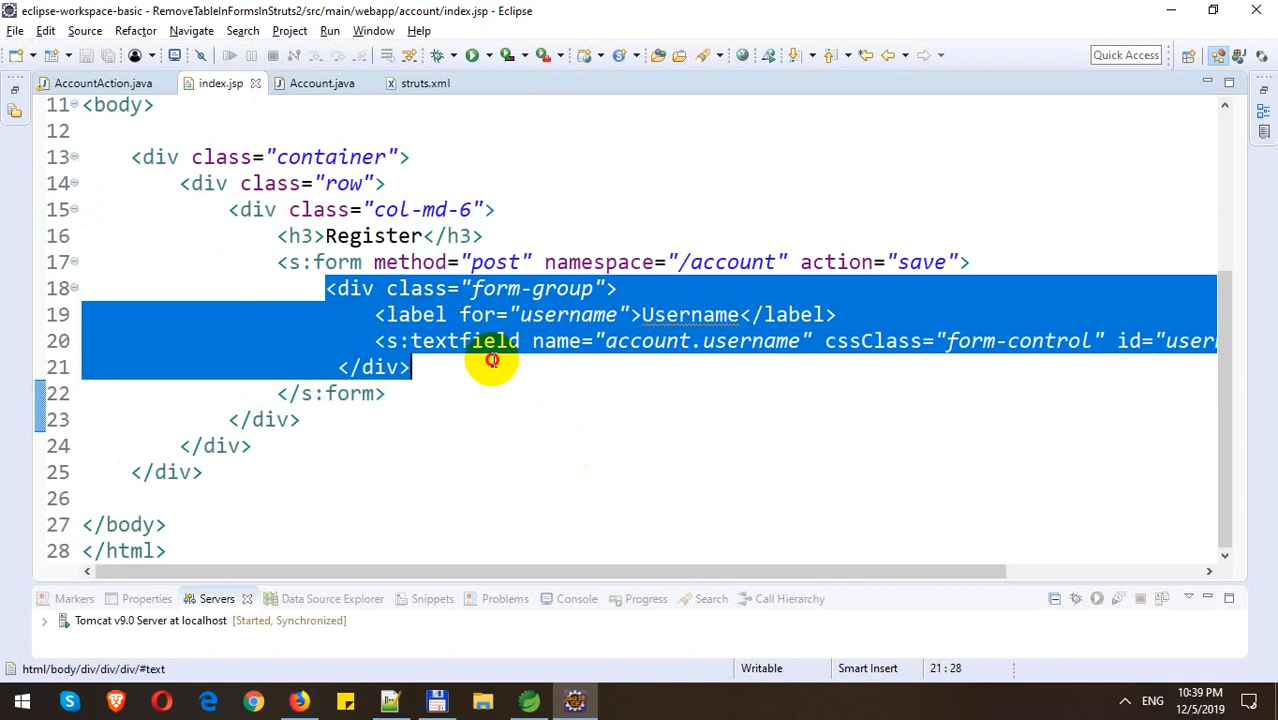 eclipse-workspace-basic - RemoveTableInFormsInStruts2/src/main/webapp/account/index.jsp - Eclipse
File Edit Source Refactor Navigate Search Project Run Window Help
Quick Access
AccountAction.java index.jsp Account.java struts.xml
11 <body>
12
13 <div class="container">
14 <div class="row">
15 <div class="col-md-6">
16 <h3>Register</h3>
17 <s:form method="post" namespace="/account" action="save">
18 <div class="form-group">
19 <label for="username">Username</label>
20 <s:textfield name="account.username" cssClass="form-control" id="usern
21 </div>
22 </s:form>
23 </div>
24 </div>
25 </div>
26
27 </body>
28 </html>
Markers Properties Servers Data Source Explorer Snippets Problems Console Progress Search Call Hierarchy
Tomcat v9.0 Server at localhost [Started, Synchronized]
html/body/div/div/div/#text Writable Smart Insert 21 : 28
ENG 10:39 PM
12/5/2019